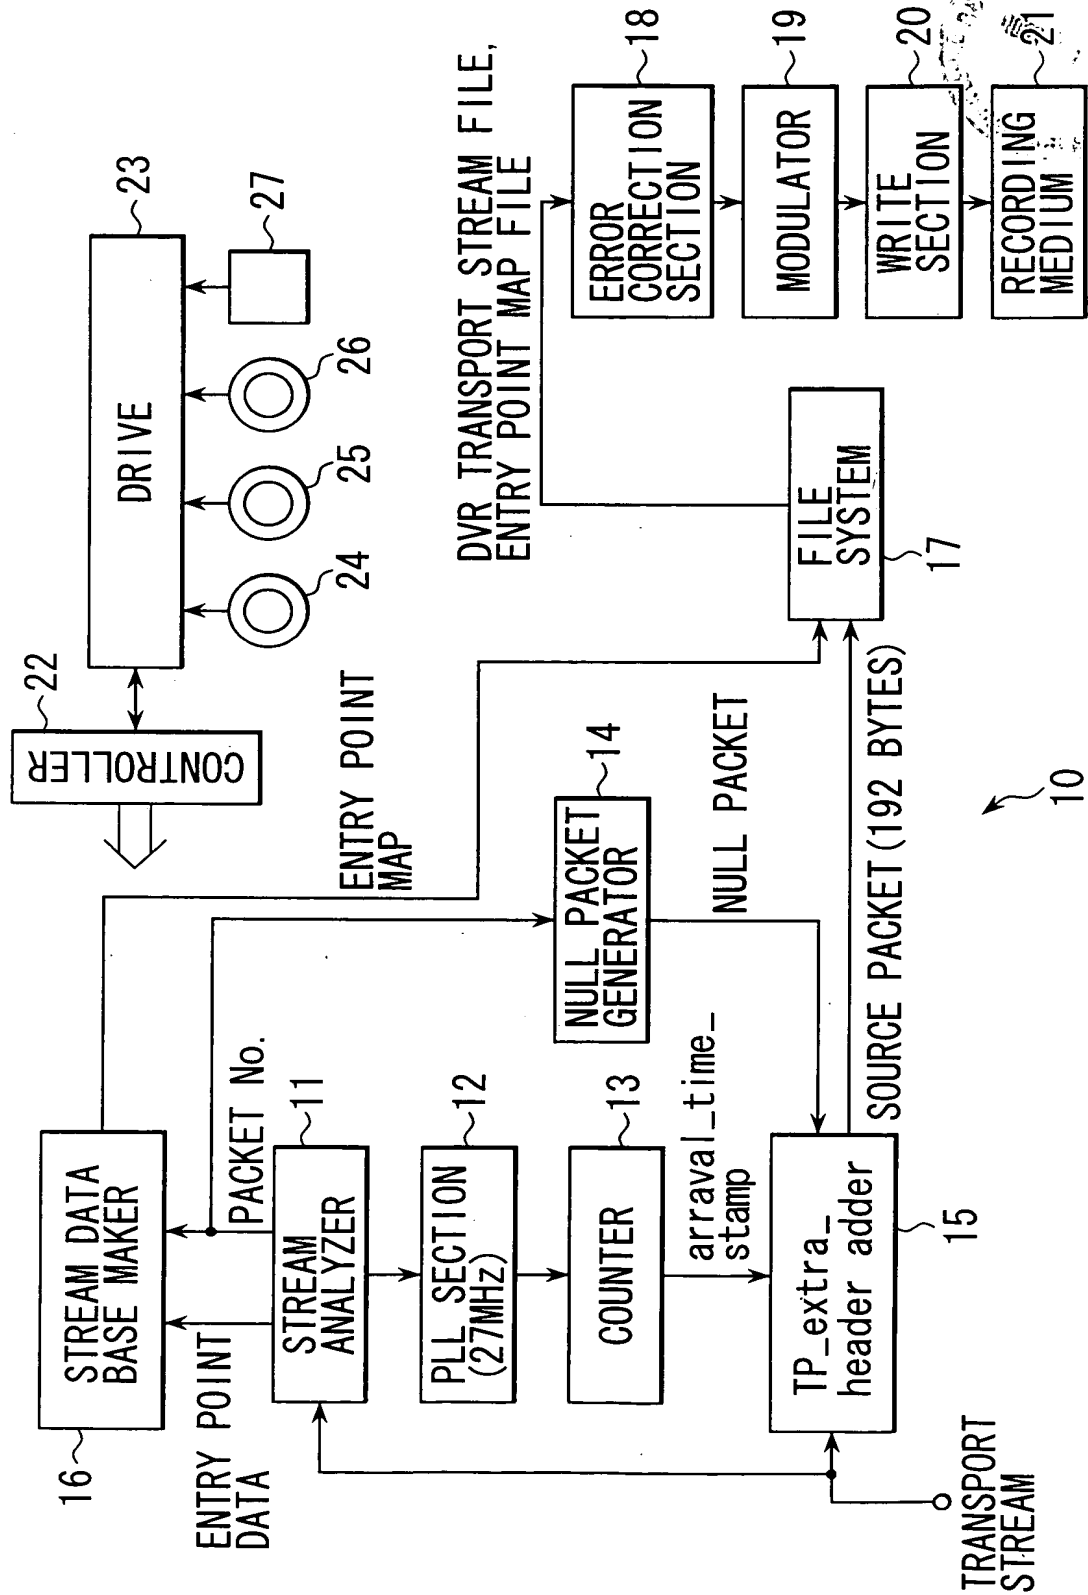 16
STREAM DATA
BASE MAKER
ENTRY POINT
DATA
PACKET No.
STREAM
ANALYZER
11
PLL SECTION
(27MHz)
12
COUNTER
13
arraval_time_
stamp
TP_extra_
header adder
15
TRANSPORT
STREAM
CONTROLLER
22
DRIVE
23
24
25
26
27
ENTRY POINT
MAP
NULL PACKET
GENERATOR
14
NULL PACKET
SOURCE PACKET(192 BYTES)
10
FILE
SYSTEM
17
DVR TRANSPORT STREAM FILE,
ENTRY POINT MAP FILE
ERROR
CORRECTION
SECTION
18
MODULATOR
19
WRITE
SECTION
20
RECORDING
MEDIUM
21